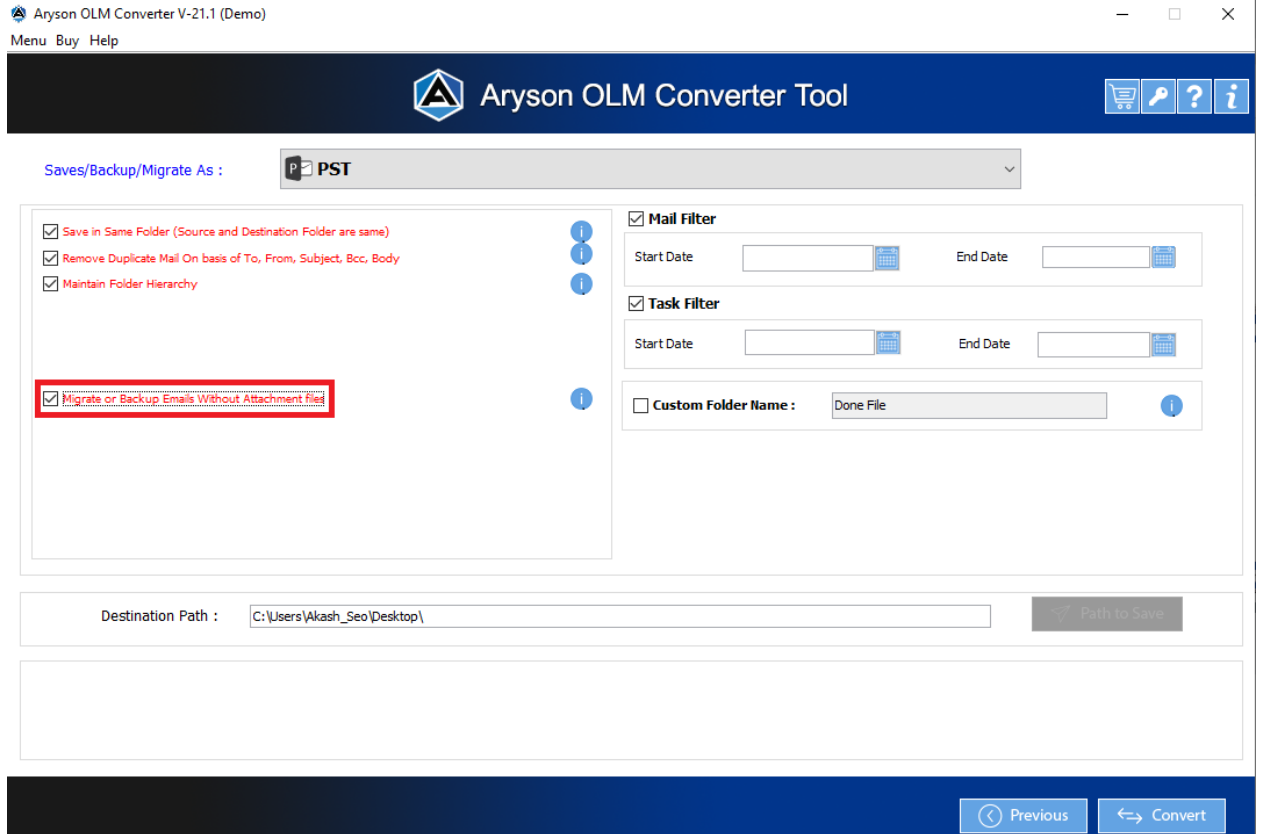 Aryson OLM Converter V-21.1 (Demo)
Menu Buy Help
Aryson OLM Converter Tool
Saves/Backup/Migrate As :
PST
Save in Same Folder (Source and Destination Folder are same)
Remove Duplicate Mail On basis of To, From, Subject, Bcc, Body
Maintain Folder Hierarchy
Migrate or Backup Emails Without Attachment files
Mail Filter
Start Date
End Date
Task Filter
Start Date
End Date
Custom Folder Name :
Done File
Destination Path :
C:\Users\Akash_Seo\Desktop\
Path to Save
Previous
Convert